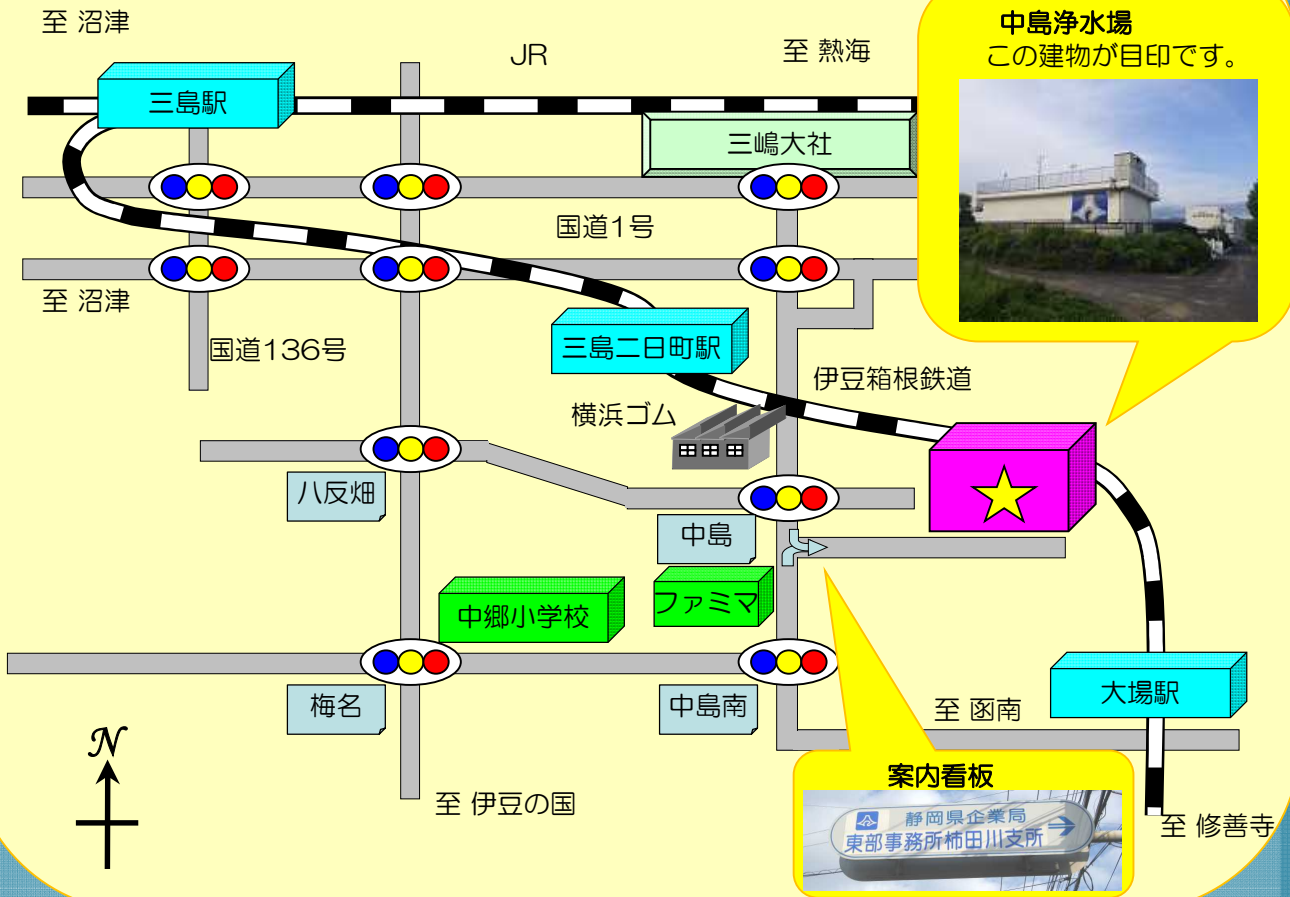 至 沼津
JR
至 熱海
中島浄水場
この建物が目印です。
三島駅
三嶋大社
国道1号
至 沼津
国道136号
三島二日町駅
伊豆箱根鉄道
横浜ゴム
八反畑
中島
中郷小学校
ファミマ
梅名
中島南
大場駅
至 函南
N
至 伊豆の国
案内看板
静岡県企業局
東部事務所柿田川支所
至 修善寺